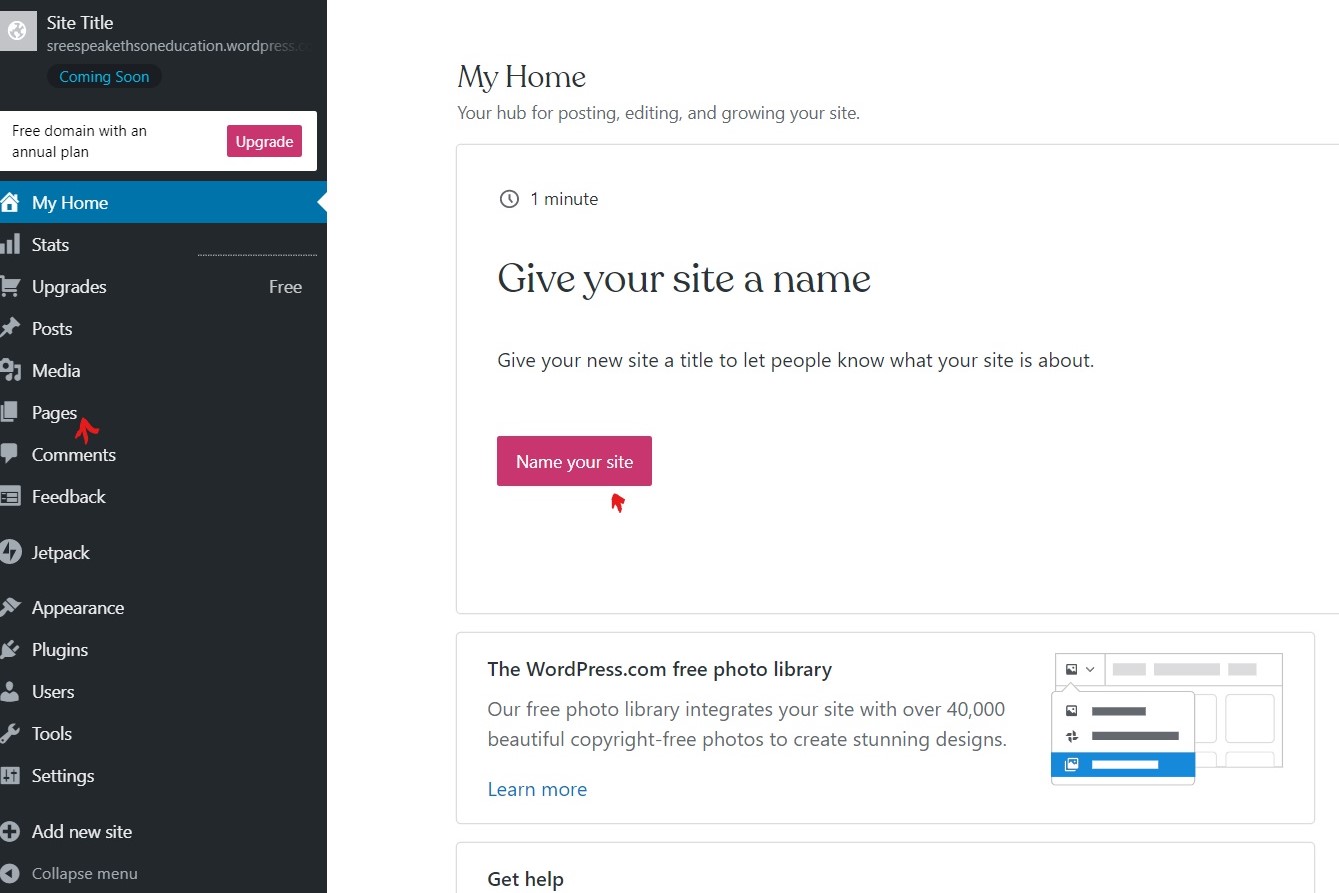 Site Title
sreespeakethsoneducation.wordpress.c
Coming Soon
Free domain with an
annual plan
Upgrade
My Home
Stats
Upgrades Free
Posts
Media
Pages
Comments
Feedback
Jetpack
Appearance
Plugins
Users
Tools
Settings
Add new site
Collapse menu
My Home
Your hub for posting, editing, and growing your site.
1 minute
Give your site a name
Give your new site a title to let people know what your site is about.
Name your site
The WordPress.com free photo library
Our free photo library integrates your site with over 40,000
beautiful copyright-free photos to create stunning designs.
Learn more
Get help